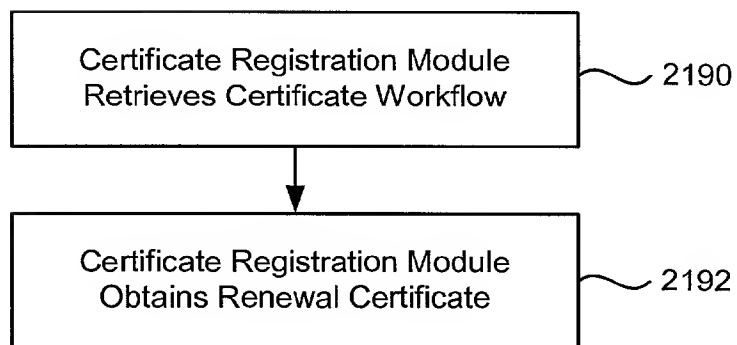 Certificate Registration Module
Retrieves Certificate Workflow
2190
Certificate Registration Module
Obtains Renewal Certificate
2192